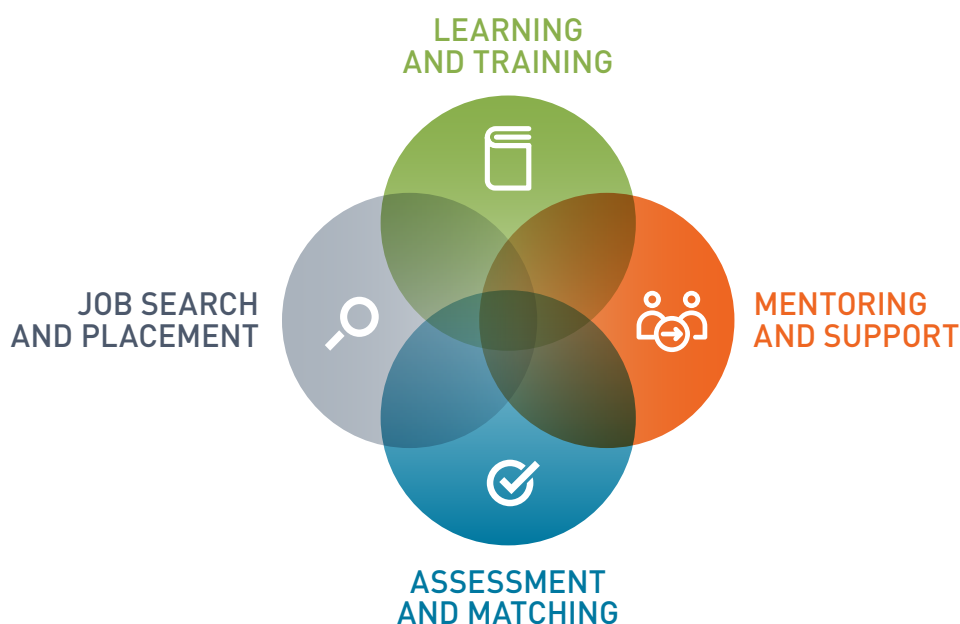 LEARNING
AND TRAINING
JOB SEARCH
AND PLACEMENT
MENTORING
AND SUPPORT
ASSESSMENT
AND MATCHING